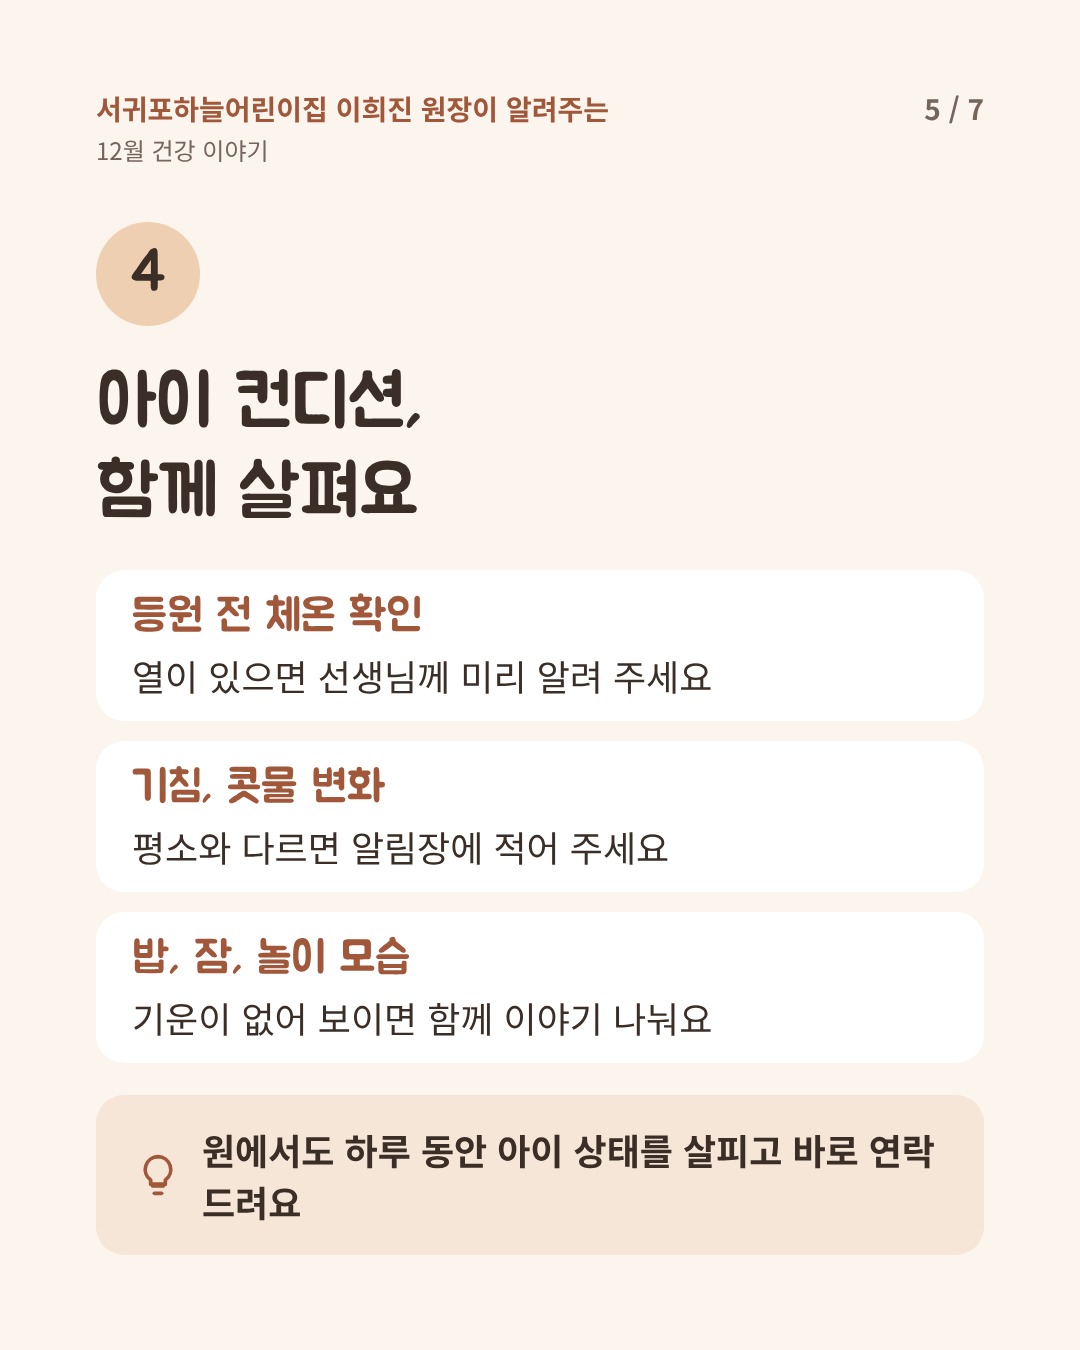 서귀포하늘어린이집 이희진 원장이 알려주는
5 / 7
12월 건강 이야기
4
아이 컨디션,
함께 살펴요
등원 전 체온 확인
열이 있으면 선생님께 미리 알려 주세요
기침, 콧물 변화
평소와 다르면 알림장에 적어 주세요
밥, 잠, 놀이 모습
기운이 없어 보이면 함께 이야기 나눠요
원에서도 하루 동안 아이 상태를 살피고 바로 연락
드려요